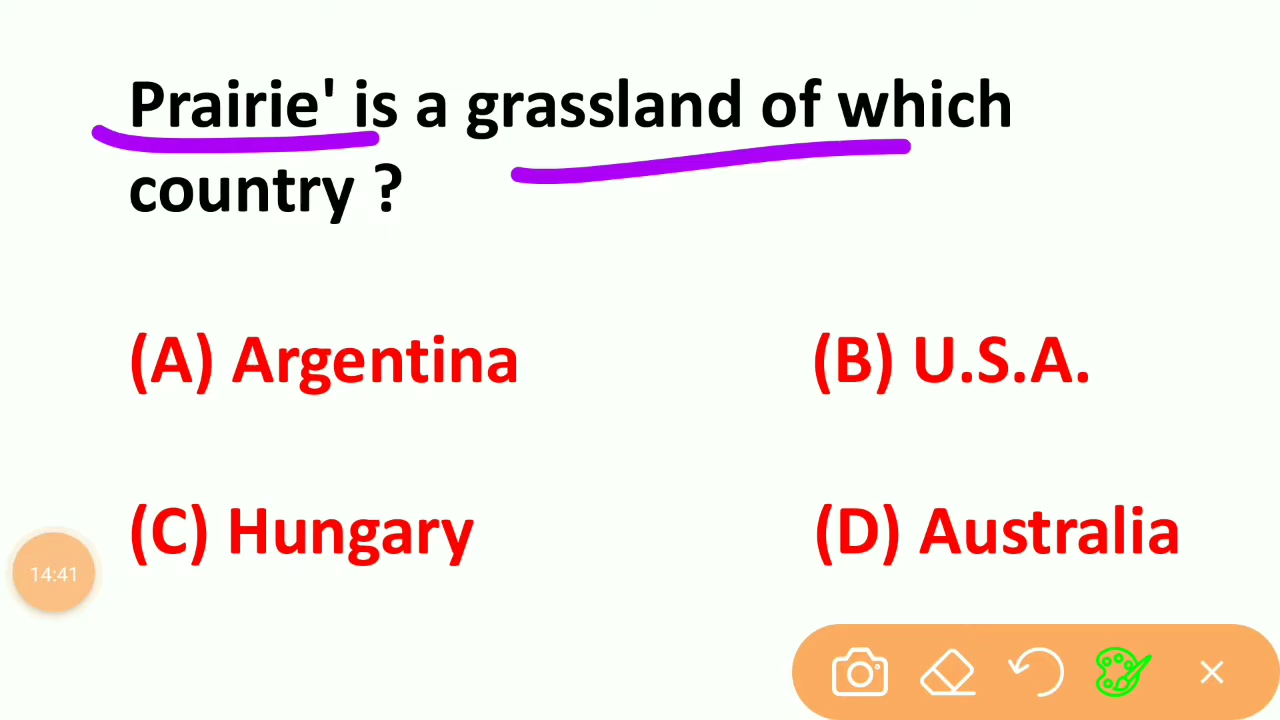 Prairie' is a grassland of which
country ?
(A) Argentina
(B) U.S.A.
(C) Hungary
(D) Australia
14:41